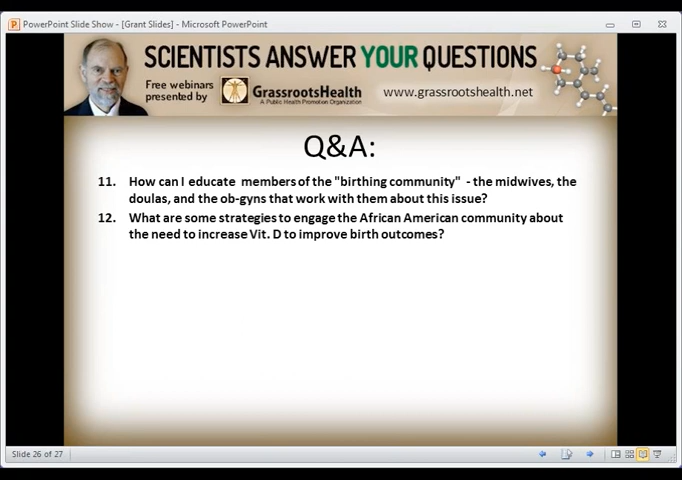 PowerPoint Slide Show - [Grant Slides] - Microsoft PowerPoint
SCIENTISTS ANSWER YOUR QUESTIONS
Free webinars
presented by
GrassrootsHealth
A Public Health Promotion Organization
www.grassrootshealth.net
Q&A:
11. How can I educate members of the "birthing community" - the midwives, the
doulas, and the ob-gyns that work with them about this issue?
12. What are some strategies to engage the African American community about
the need to increase Vit. D to improve birth outcomes?
Slide 26 of 27